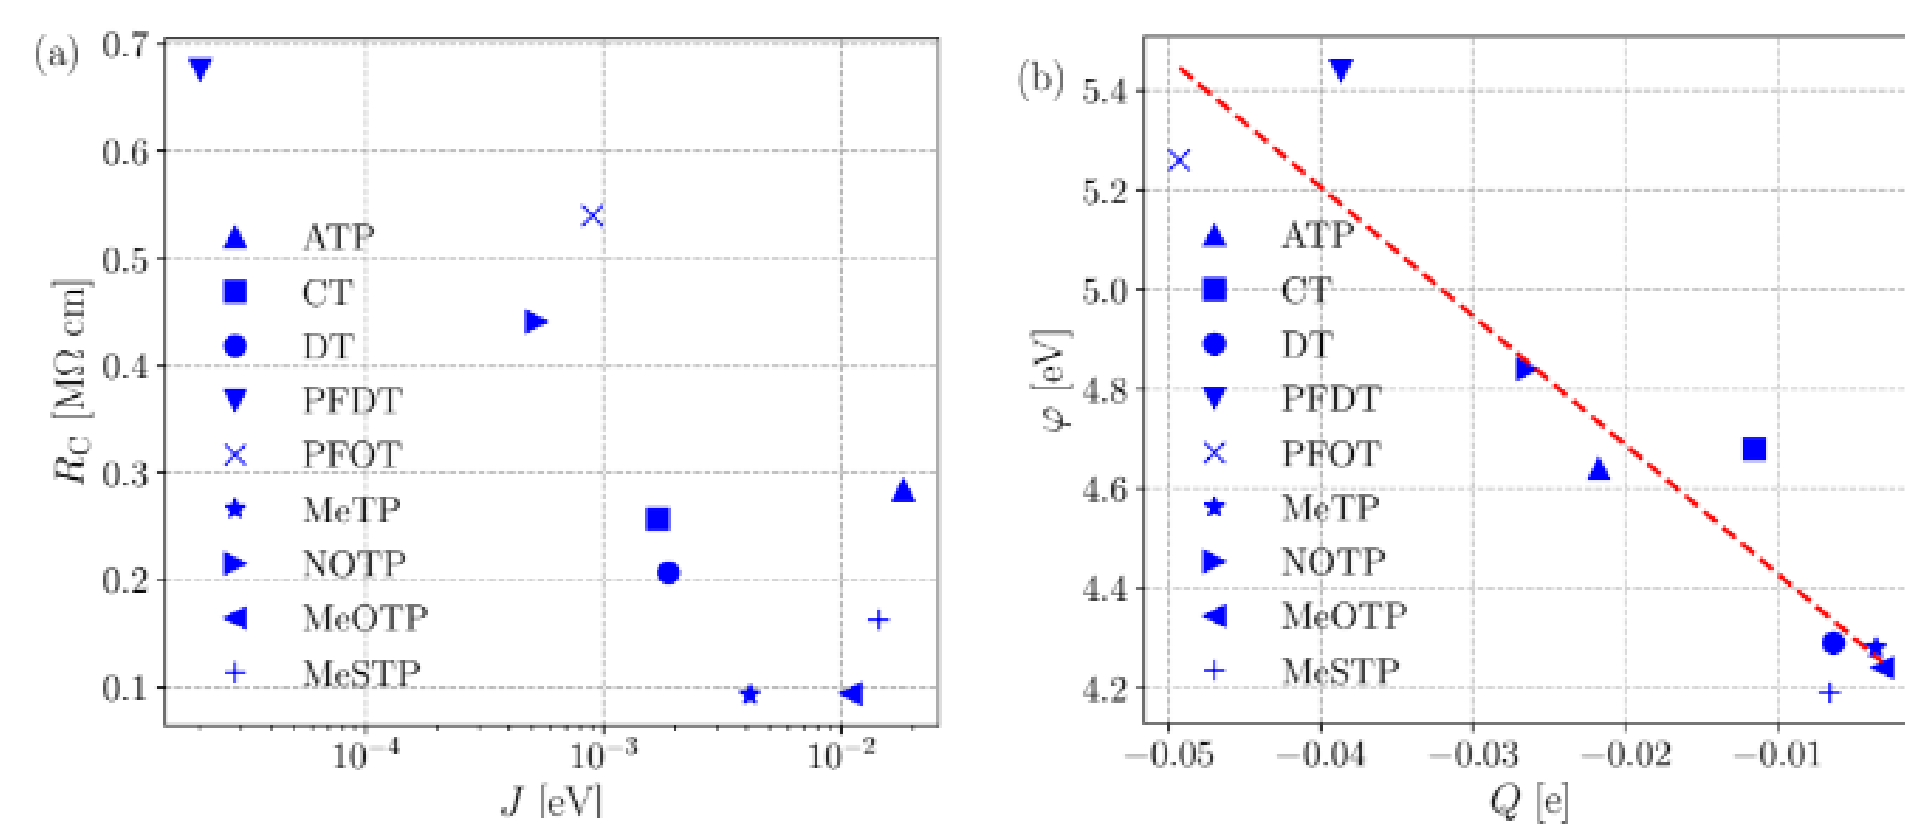 (a)
0.7
0.6
0.5
0.4
0.3
0.2
0.1
R_C [MΩ cm]
ATP
CT
DT
PFDT
PFOT
MeTP
NOTP
MeOTP
MeSTP
10⁻⁴ 10⁻³ 10⁻²
J [eV]
(b)
5.4
5.2
5.0
4.8
4.6
4.4
4.2
φ [eV]
ATP
CT
DT
PFDT
PFOT
MeTP
NOTP
MeOTP
MeSTP
−0.05 −0.04 −0.03 −0.02 −0.01
Q [e]